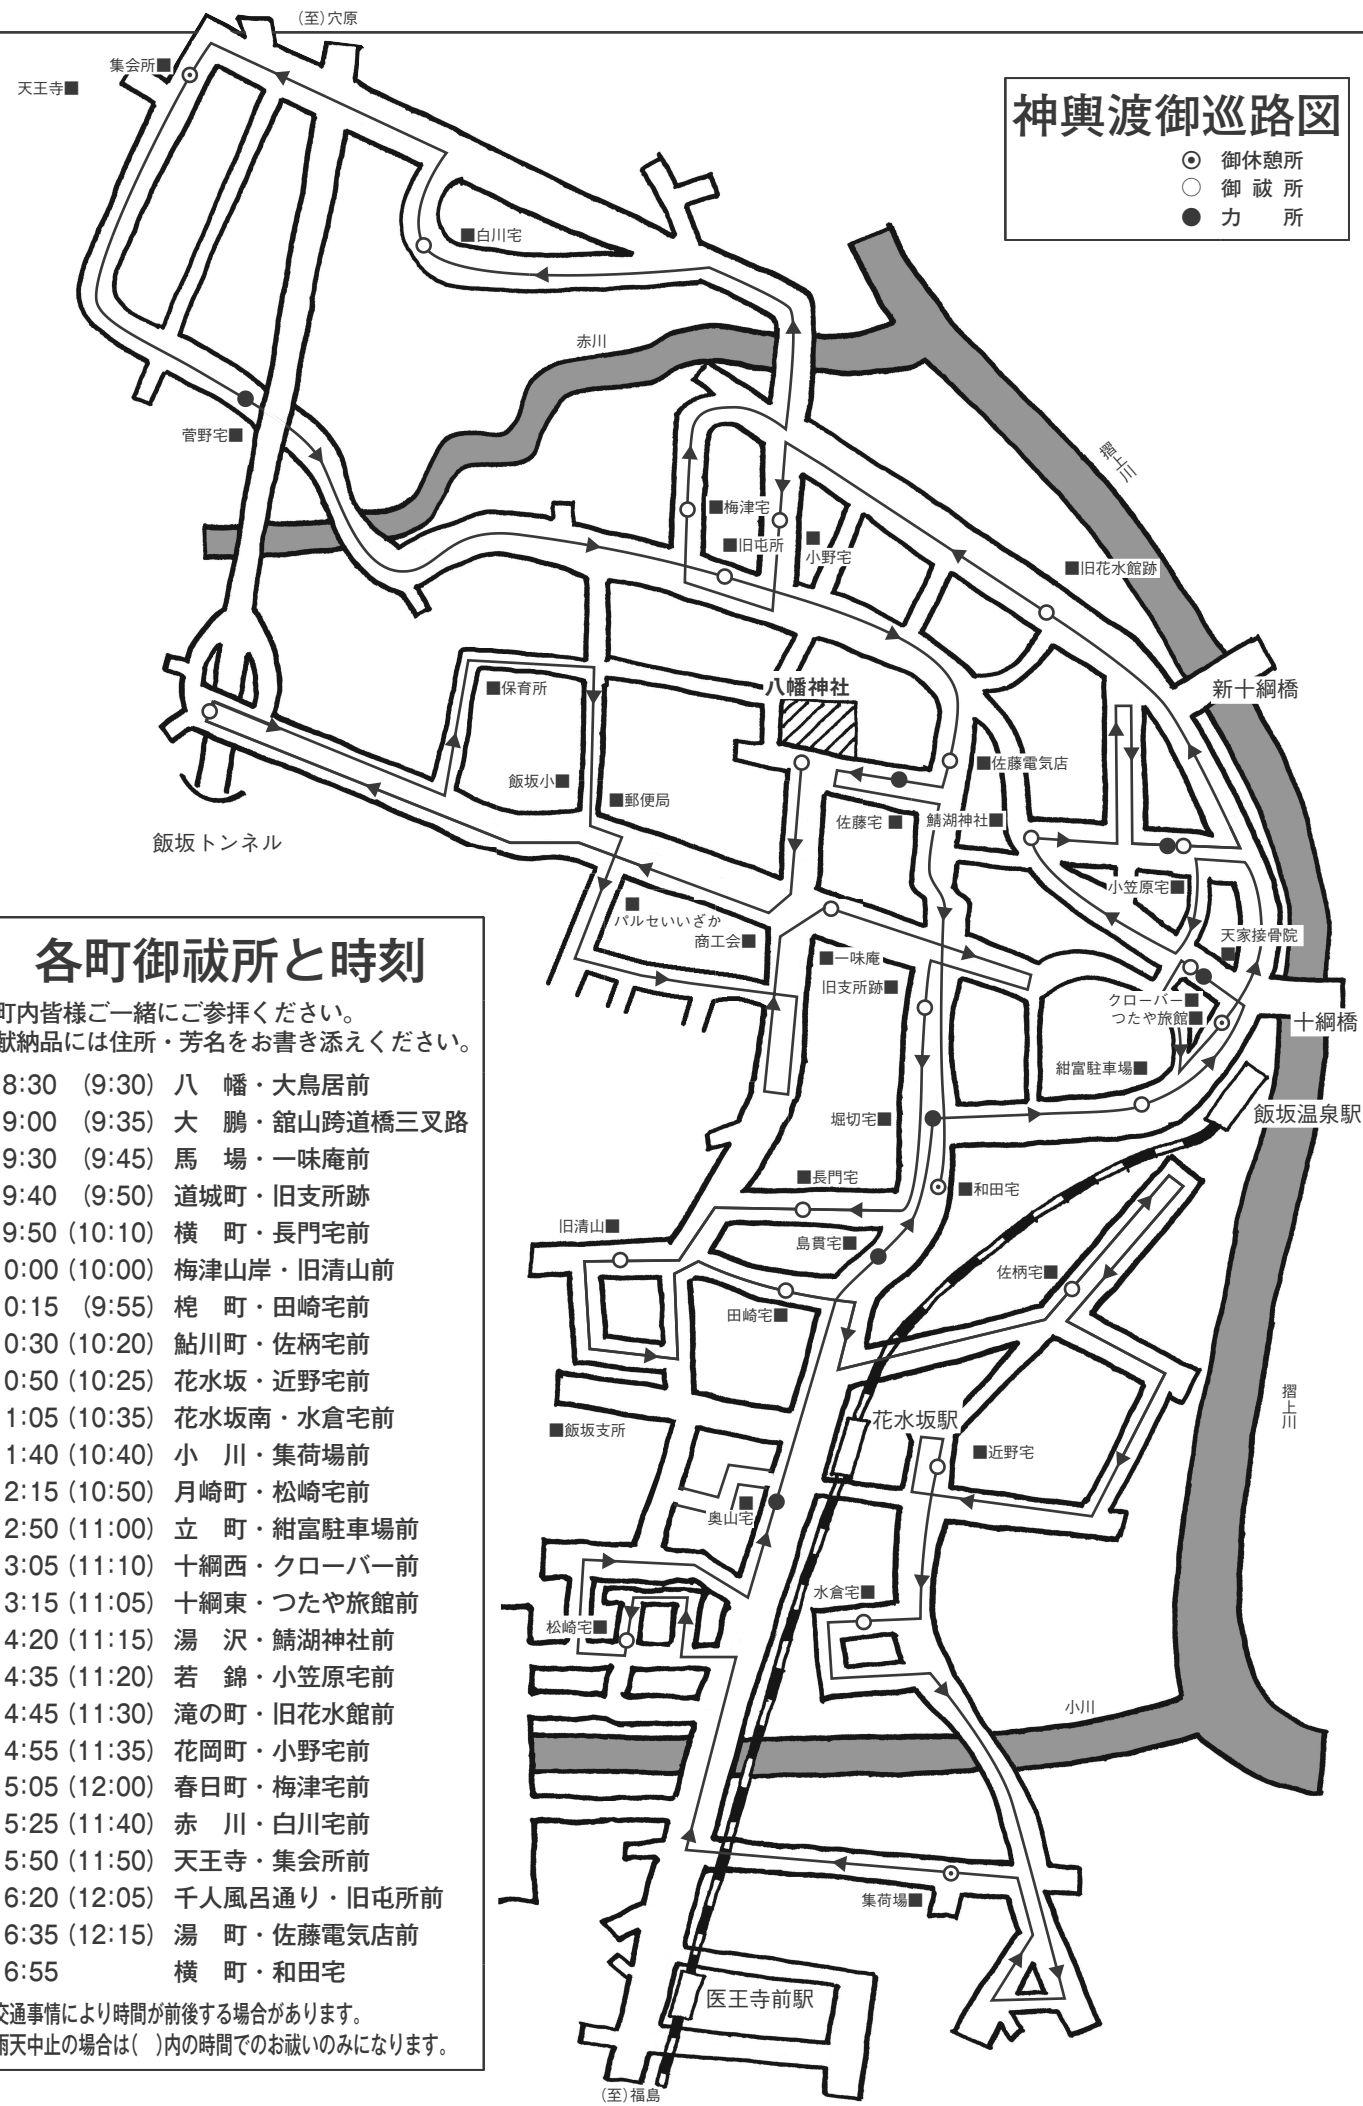 (至)穴原
集会所■
天王寺■
神輿渡御巡路図
御休憩所
御祓所
力所
■白川宅
赤川
菅野宅■
摺上川
■梅津宅
■旧屯所
■
小野宅
■旧花水館跡
新十綱橋
■保育所
八幡神社
飯坂小■
■郵便局
■佐藤電気店
佐藤宅■
鯖湖神社■
飯坂トンネル
小笠原宅■
■
パルセいいざか
商工会■
■一味庵
旧支所跡■
天家接骨院
■
クローバー■
つたや旅館■
十綱橋
紺富駐車場■
飯坂温泉駅
堀切宅■
■長門宅
■和田宅
旧清山■
島貫宅■
佐柄宅■
田崎宅■
摺上川
花水坂駅
■飯坂支所
■近野宅
■
奥山宅
水倉宅■
松崎宅■
小川
集荷場■
医王寺前駅
(至)福島
各町御祓所と時刻
町内皆様ご一緒にご参拝ください。
献納品には住所・芳名をお書き添えください。
8:30 (9:30) 八 幡・大鳥居前
9:00 (9:35) 大 鵬・舘山跨道橋三叉路
9:30 (9:45) 馬 場・一味庵前
9:40 (9:50) 道城町・旧支所跡
9:50 (10:10) 横 町・長門宅前
0:00 (10:00) 梅津山岸・旧清山前
0:15 (9:55) 椛 町・田崎宅前
0:30 (10:20) 鮎川町・佐柄宅前
0:50 (10:25) 花水坂・近野宅前
1:05 (10:35) 花水坂南・水倉宅前
1:40 (10:40) 小 川・集荷場前
2:15 (10:50) 月崎町・松崎宅前
2:50 (11:00) 立 町・紺富駐車場前
3:05 (11:10) 十綱西・クローバー前
3:15 (11:05) 十綱東・つたや旅館前
4:20 (11:15) 湯 沢・鯖湖神社前
4:35 (11:20) 若 錦・小笠原宅前
4:45 (11:30) 滝の町・旧花水館前
4:55 (11:35) 花岡町・小野宅前
5:05 (12:00) 春日町・梅津宅前
5:25 (11:40) 赤 川・白川宅前
5:50 (11:50) 天王寺・集会所前
6:20 (12:05) 千人風呂通り・旧屯所前
6:35 (12:15) 湯 町・佐藤電気店前
6:55 横 町・和田宅
交通事情により時間が前後する場合があります。
雨天中止の場合は( )内の時間でのお祓いのみになります。